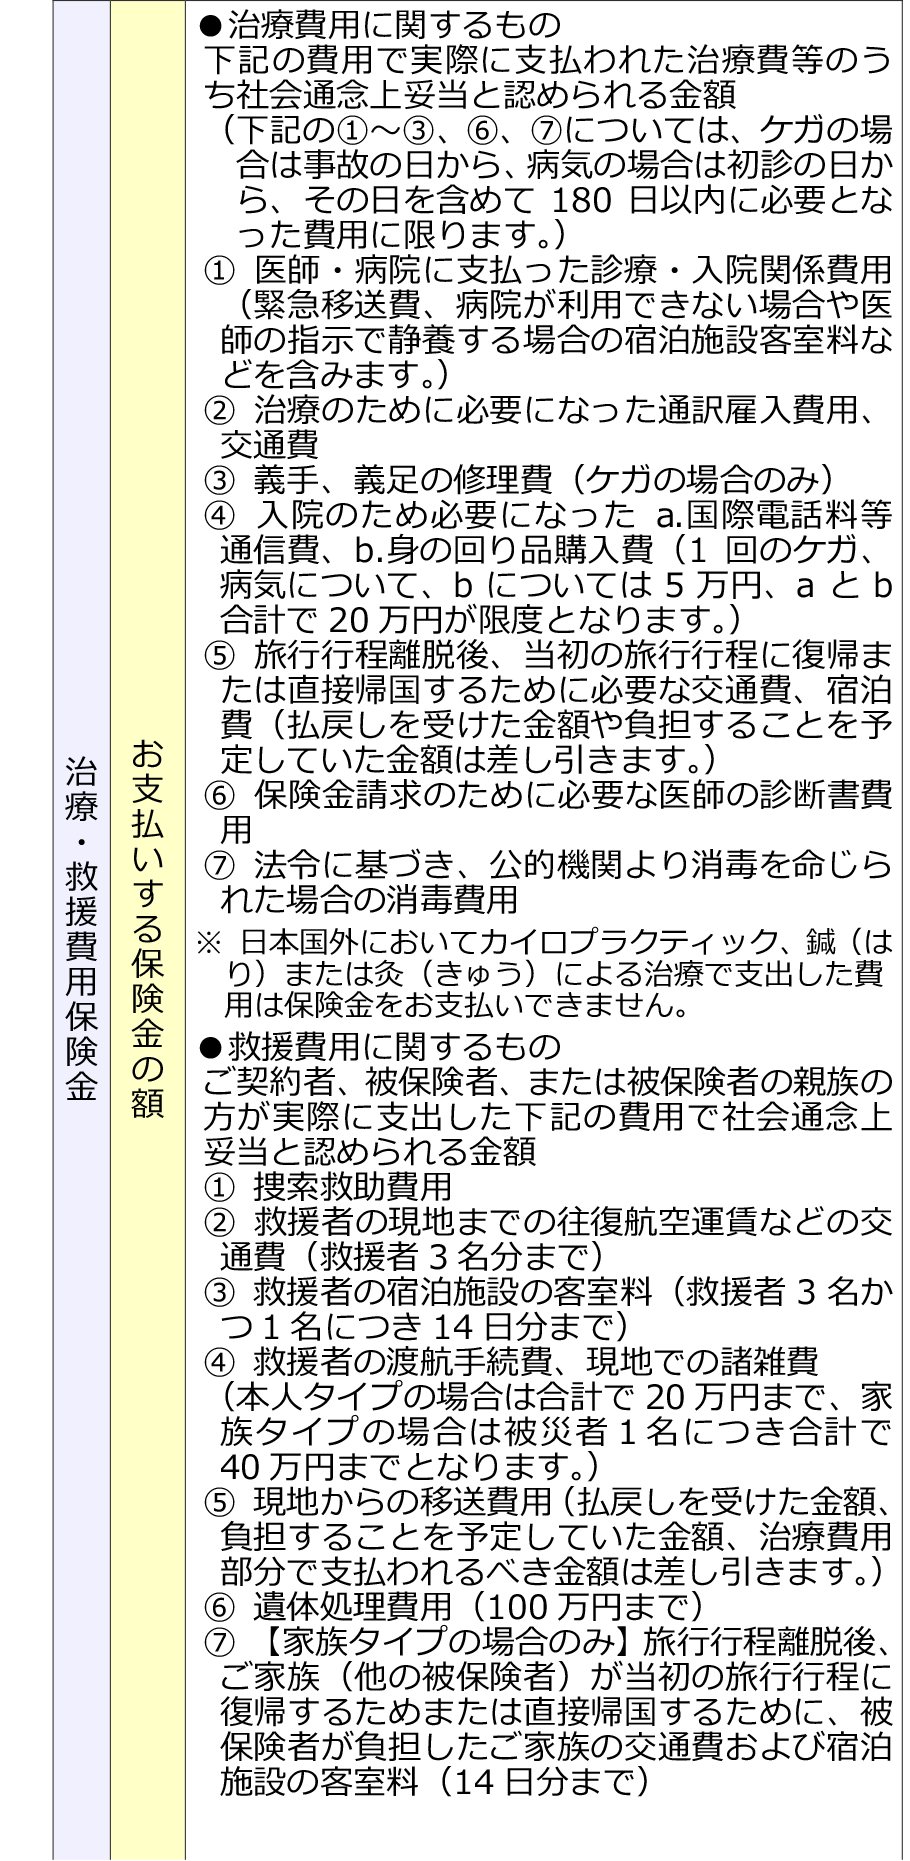 治療・救援費用保険金
お支払いする保険金の額
●治療費用に関するもの
下記の費用で実際に支払われた治療費等のう
ち社会通念上妥当と認められる金額
（下記の①～③、⑥、⑦については、ケガの場
合は事故の日から、病気の場合は初診の日か
ら、その日を含めて 180 日以内に必要とな
った費用に限ります。）
① 医師・病院に支払った診療・入院関係費用
（緊急移送費、病院が利用できない場合や医
師の指示で静養する場合の宿泊施設客室料な
どを含みます。）
② 治療のために必要になった通訳雇入費用、
交通費
③ 義手、義足の修理費（ケガの場合のみ）
④ 入院のため必要になった a.国際電話料等
通信費、b.身の回り品購入費（1 回のケガ、
病気について、b については 5 万円、a と b
合計で 20 万円が限度となります。）
⑤ 旅行行程離脱後、当初の旅行行程に復帰ま
たは直接帰国するために必要な交通費、宿泊
費（払戻しを受けた金額や負担することを予
定していた金額は差し引きます。）
⑥ 保険金請求のために必要な医師の診断書費
用
⑦ 法令に基づき、公的機関より消毒を命じら
れた場合の消毒費用
※ 日本国外においてカイロプラクティック、鍼（は
り）または灸（きゅう）による治療で支出した費
用は保険金をお支払いできません。
●救援費用に関するもの
ご契約者、被保険者、または被保険者の親族の
方が実際に支出した下記の費用で社会通念上
妥当と認められる金額
① 捜索救助費用
② 救援者の現地までの往復航空運賃などの交
通費（救援者 3 名分まで）
③ 救援者の宿泊施設の客室料（救援者 3 名か
つ 1 名につき 14 日分まで）
④ 救援者の渡航手続費、現地での諸雑費
（本人タイプの場合は合計で 20 万円まで、家
族タイプの場合は被災者 1 名につき合計で
40 万円までとなります。）
⑤ 現地からの移送費用（払戻しを受けた金額、
負担することを予定していた金額、治療費用
部分で支払われるべき金額は差し引きます。）
⑥ 遺体処理費用（100 万円まで）
⑦ 【家族タイプの場合のみ】旅行行程離脱後、
ご家族（他の被保険者）が当初の旅行行程に
復帰するためまたは直接帰国するために、被
保険者が負担したご家族の交通費および宿泊
施設の客室料（14 日分まで）